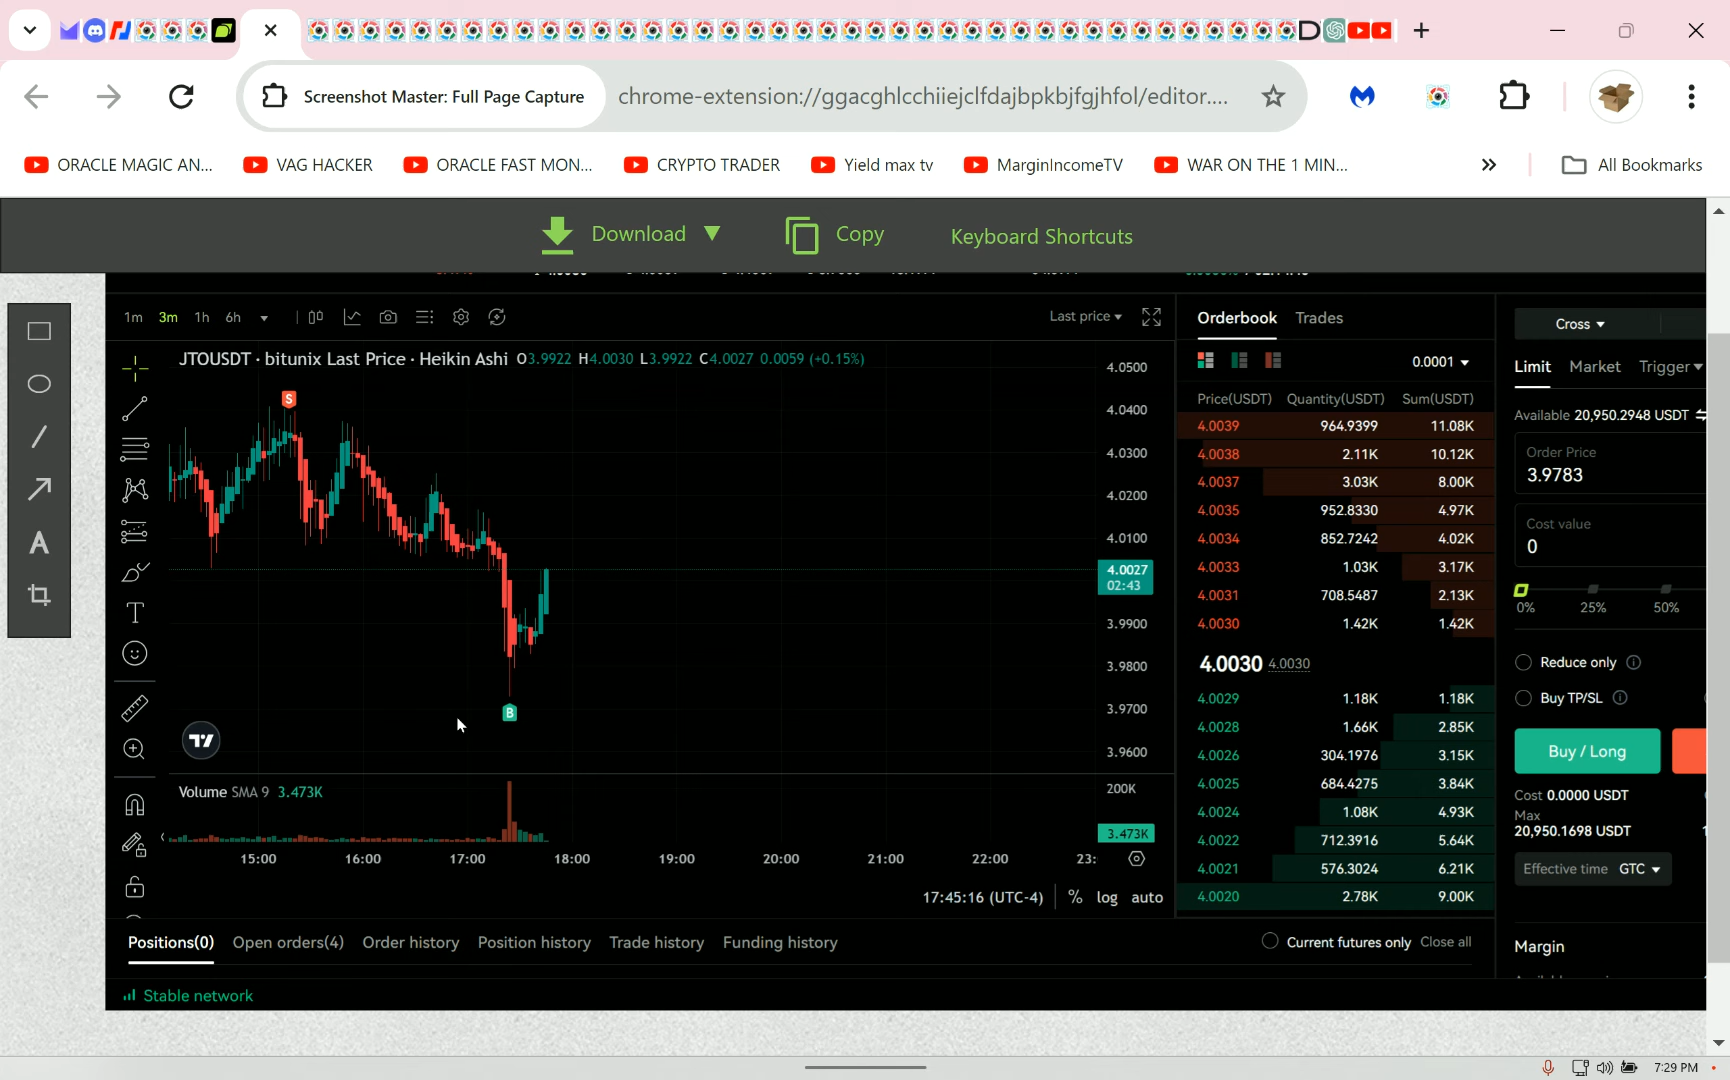 Screenshot Master: Full Page Capture
chrome-extension://ggacghlcchiiejclfdajbpkbjfgjhfol/editor....
ORACLE MAGIC AN...
VAG HACKER
ORACLE FAST MON...
CRYPTO TRADER
Yield max tv
MarginIncomeTV
WAR ON THE 1 MIN...
All Bookmarks
Download
Copy
Keyboard Shortcuts
1m 3m 1h 6h
Last price
Orderbook Trades
Cross
JTOUSDT · bitunix Last Price · Heikin Ashi O3.9922 H4.0030 L3.9922 C4.0027 0.0059 (+0.15%)
4.0500
4.0400
4.0300
4.0200
4.0100
4.0027
02:43
3.9900
3.9800
3.9700
3.9600
S
B
Volume SMA 9 3.473K
200K
3.473K
15:00 16:00 17:00 18:00 19:00 20:00 21:00 22:00 23:
17:45:16 (UTC-4) % log auto
0.0001
Price(USDT) Quantity(USDT) Sum(USDT)
4.0039 964.9399 11.08K
4.0038 2.11K 10.12K
4.0037 3.03K 8.00K
4.0035 952.8330 4.97K
4.0034 852.7242 4.02K
4.0033 1.03K 3.17K
4.0031 708.5487 2.13K
4.0030 1.42K 1.42K
4.0030 4.0030
4.0029 1.18K 1.18K
4.0028 1.66K 2.85K
4.0026 304.1976 3.15K
4.0025 684.4275 3.84K
4.0024 1.08K 4.93K
4.0022 712.3916 5.64K
4.0021 576.3024 6.21K
4.0020 2.78K 9.00K
Limit Market Trigger
Available 20,950.2948 USDT
Order Price
3.9783
Cost value
0
0% 25% 50%
Reduce only
Buy TP/SL
Buy / Long
Cost 0.0000 USDT
Max
20,950.1698 USDT
Effective time GTC
Margin
Positions(0) Open orders(4) Order history Position history Trade history Funding history
Current futures only Close all
Stable network
7:29 PM